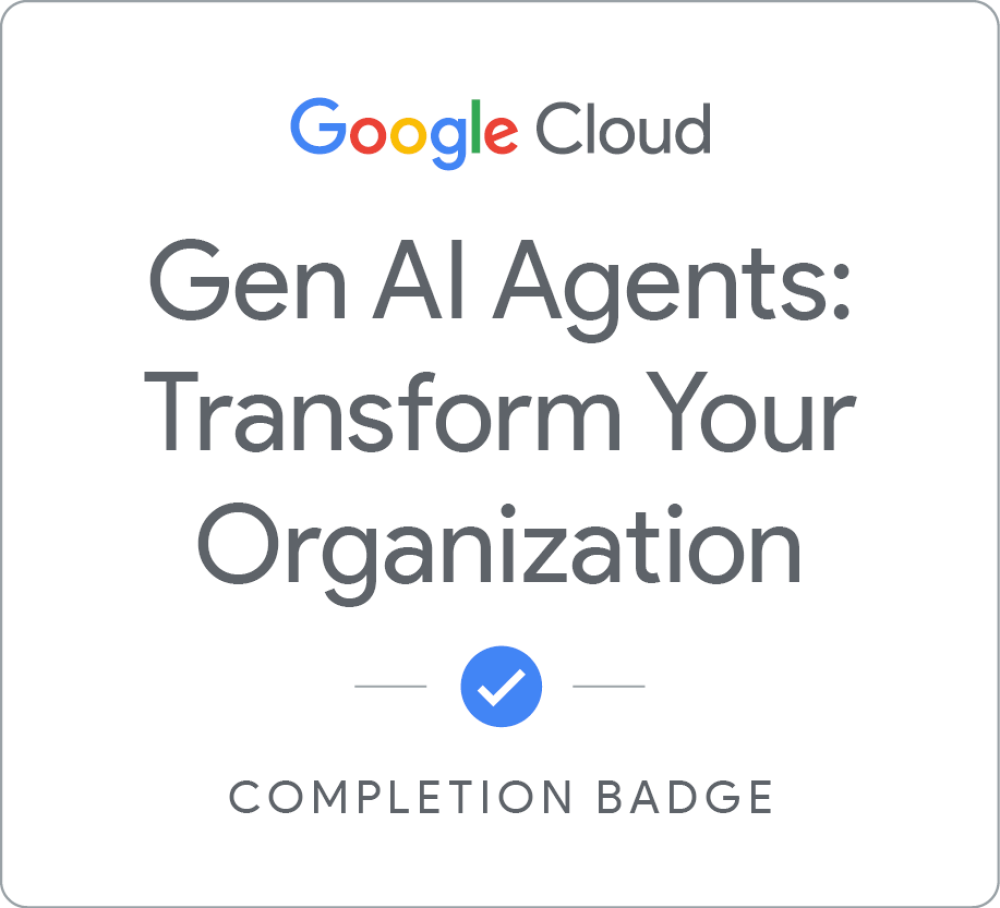 Google Cloud
Gen AI Agents:
Transform Your
Organization
COMPLETION BADGE